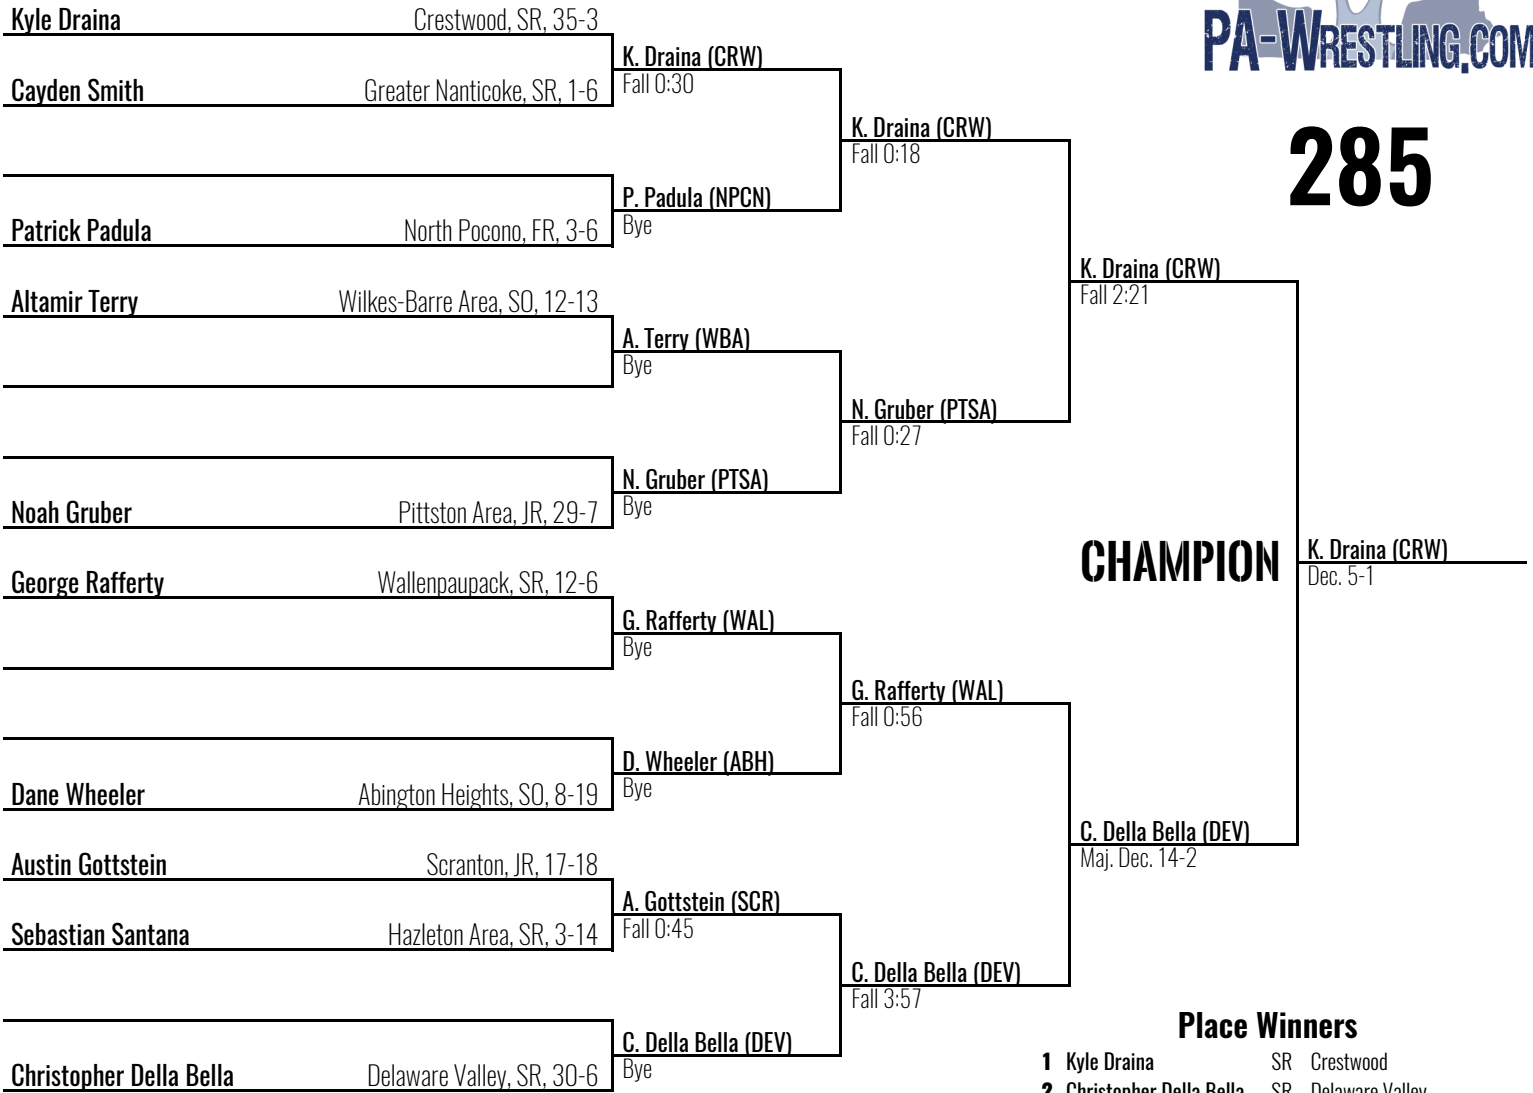 Kyle Draina Crestwood, SR, 35-3
K. Draina (CRW)
Fall 0:30
Cayden Smith Greater Nanticoke, SR, 1-6
K. Draina (CRW)
Fall 0:18
P. Padula (NPCN)
Bye
Patrick Padula North Pocono, FR, 3-6
K. Draina (CRW)
Fall 2:21
Altamir Terry Wilkes-Barre Area, SO, 12-13
A. Terry (WBA)
Bye
N. Gruber (PTSA)
Fall 0:27
N. Gruber (PTSA)
Bye
Noah Gruber Pittston Area, JR, 29-7
CHAMPION
K. Draina (CRW)
Dec. 5-1
George Rafferty Wallenpaupack, SR, 12-6
G. Rafferty (WAL)
Bye
G. Rafferty (WAL)
Fall 0:56
D. Wheeler (ABH)
Bye
Dane Wheeler Abington Heights, SO, 8-19
C. Della Bella (DEV)
Maj. Dec. 14-2
Austin Gottstein Scranton, JR, 17-18
A. Gottstein (SCR)
Fall 0:45
Sebastian Santana Hazleton Area, SR, 3-14
C. Della Bella (DEV)
Fall 3:57
C. Della Bella (DEV)
Bye
Christopher Della Bella Delaware Valley, SR, 30-6
PA-WRESTLING.COM
285
Place Winners
1 Kyle Draina SR Crestwood
2 Christopher Della Bella SR Delaware Valley